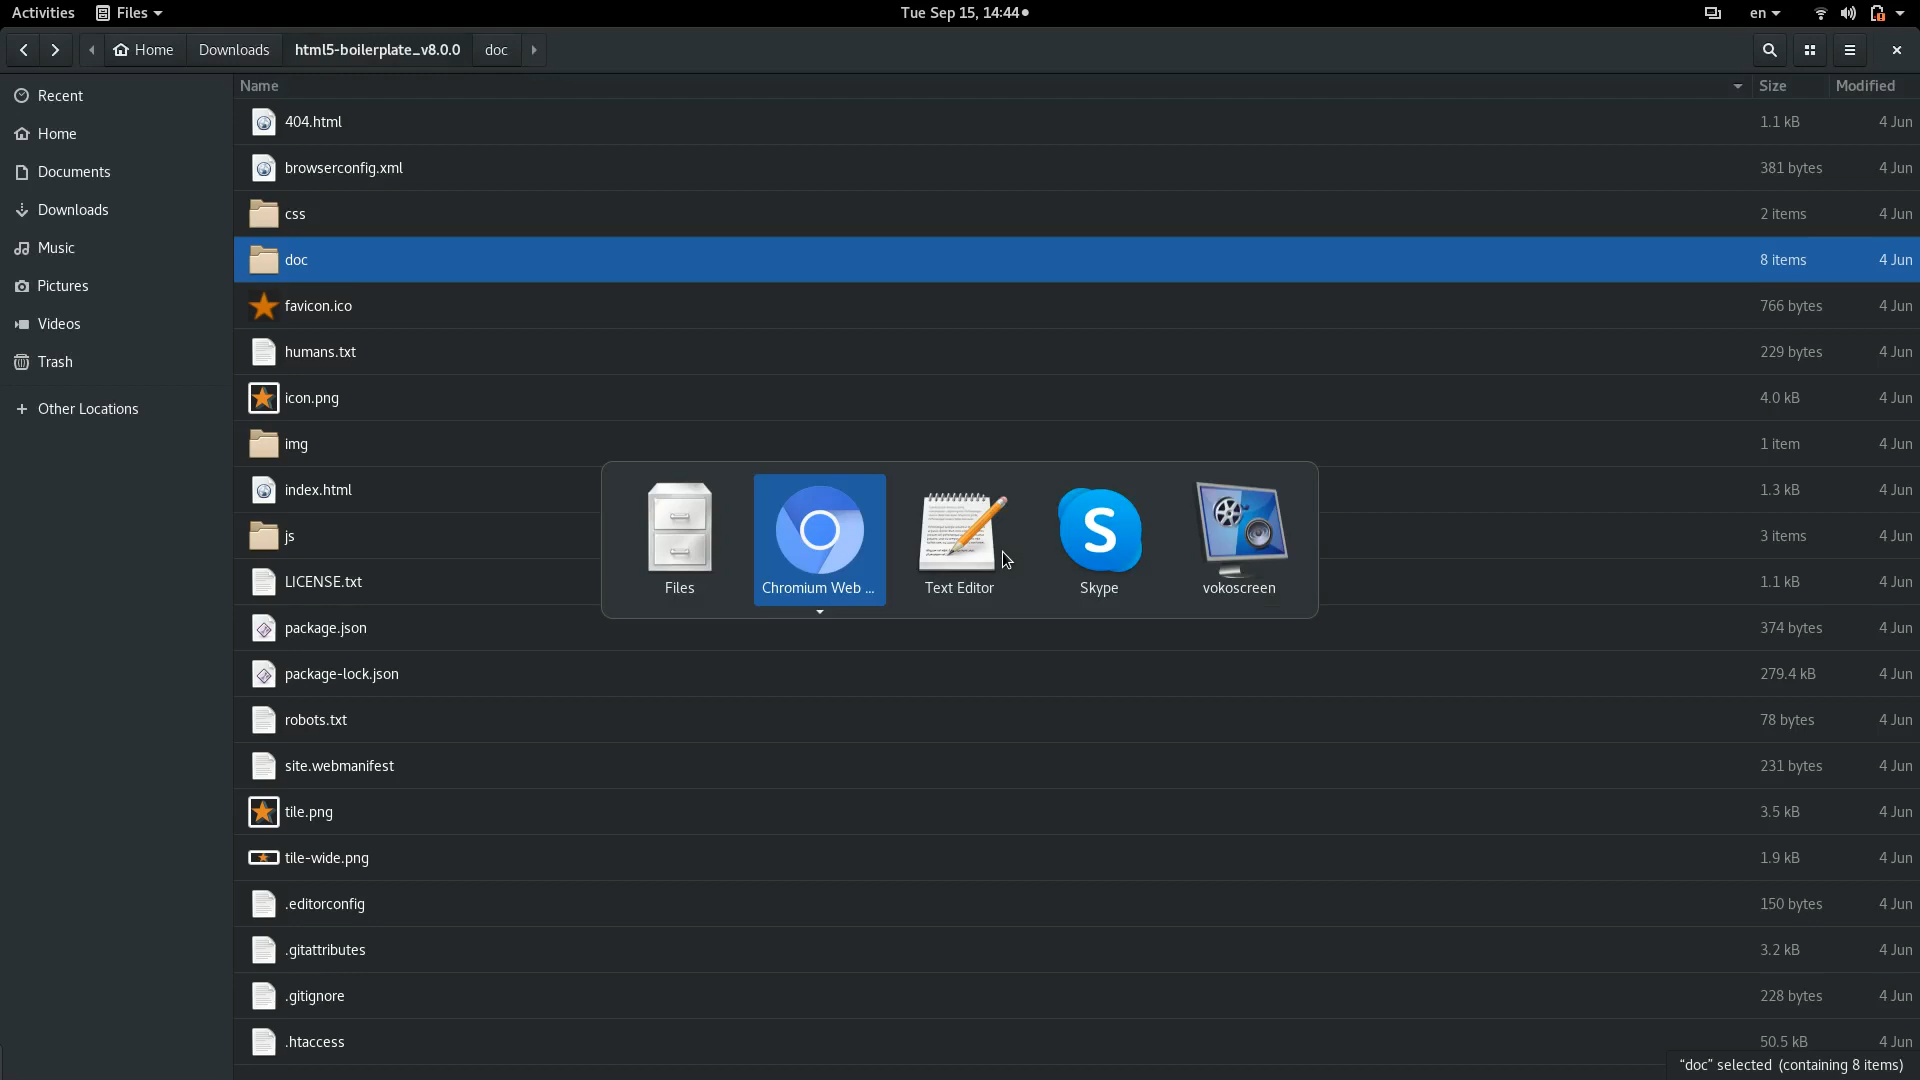 Activities Files Tue Sep 15, 14:44 en
Home Downloads html5-boilerplate_v8.0.0 doc
Name Size Modified
Recent
Home
Documents
Downloads
Music
Pictures
Videos
Trash
Other Locations
404.html 1.1 kB 4 Jun
browserconfig.xml 381 bytes 4 Jun
css 2 items 4 Jun
doc 8 items 4 Jun
favicon.ico 766 bytes 4 Jun
humans.txt 229 bytes 4 Jun
icon.png 4.0 kB 4 Jun
img 1 item 4 Jun
index.html 1.3 kB 4 Jun
js 3 items 4 Jun
LICENSE.txt 1.1 kB 4 Jun
package.json 374 bytes 4 Jun
package-lock.json 279.4 kB 4 Jun
robots.txt 78 bytes 4 Jun
site.webmanifest 231 bytes 4 Jun
tile.png 3.5 kB 4 Jun
tile-wide.png 1.9 kB 4 Jun
.editorconfig 150 bytes 4 Jun
.gitattributes 3.2 kB 4 Jun
.gitignore 228 bytes 4 Jun
.htaccess 50.5 kB 4 Jun
Files Chromium Web ... Text Editor Skype vokoscreen
“doc” selected (containing 8 items)